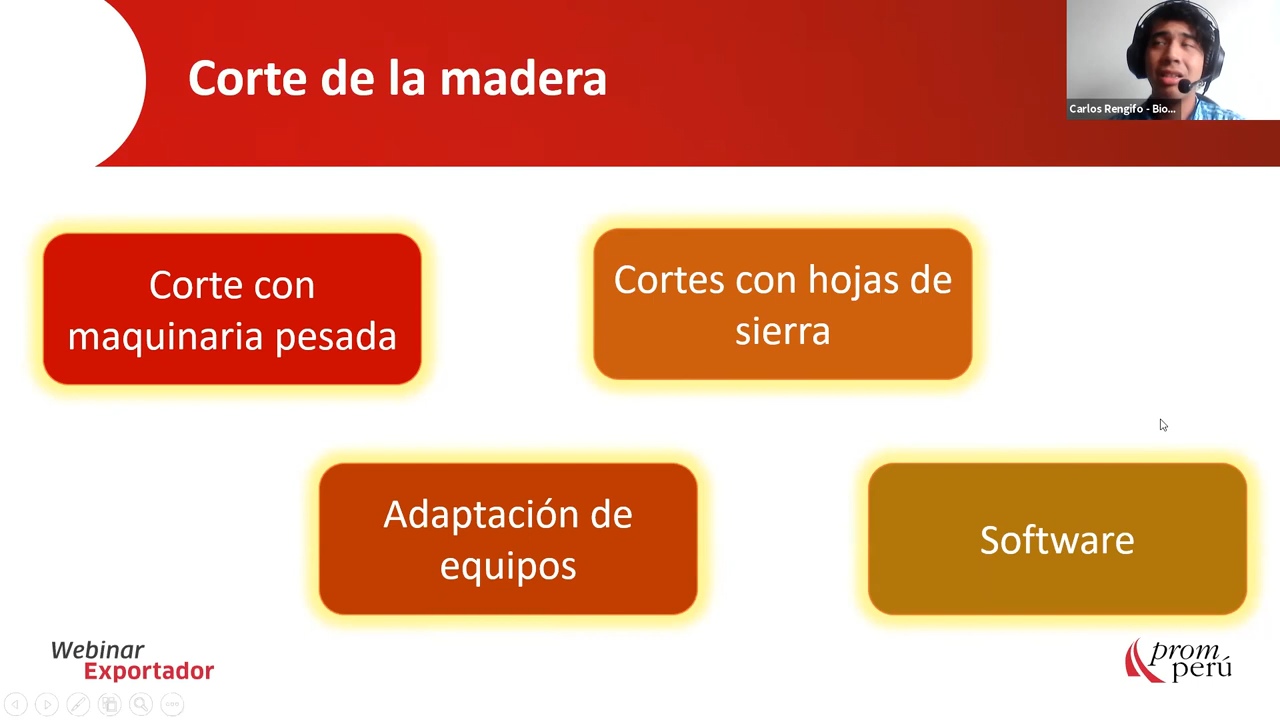 Corte de la madera
Carlos Rengifo - Bio...
Corte con
maquinaria pesada
Cortes con hojas de
sierra
Adaptación de
equipos
Software
Webinar
Exportador
prom
perú